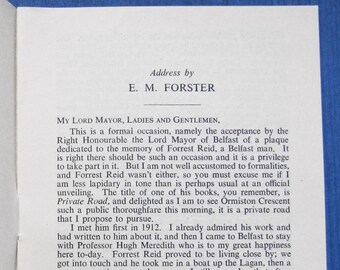 Address by
E. M. FORSTER
MY LORD MAYOR, LADIES AND GENTLEMEN,
This is a formal occasion, namely the acceptance by the
Right Honourable the Lord Mayor of Belfast of a plaque
dedicated to the memory of Forrest Reid, a Belfast man. It
is right there should be such an occasion and it is a privilege
to take part in it. But I am not well accustomed to formalities,
and Forrest Reid wasn't either, so you must excuse me if I
am less lapidary in tone than is perhaps usual at an official
unveiling. The title of one of his books, you remember, is
Private Road, and delighted as I am to see Ormiston Crescent
such a public thoroughfare this morning, it is a private road
that I propose to pursue.
I met him first in 1912. I already admired his work and
had written to him about it, and then I came to Belfast to stay
with Professor Hugh Meredith who is to my great happiness
here to-day. Forrest Reid proved to be living close by; we
got into touch and he took me in a boat up the Lagan, then a